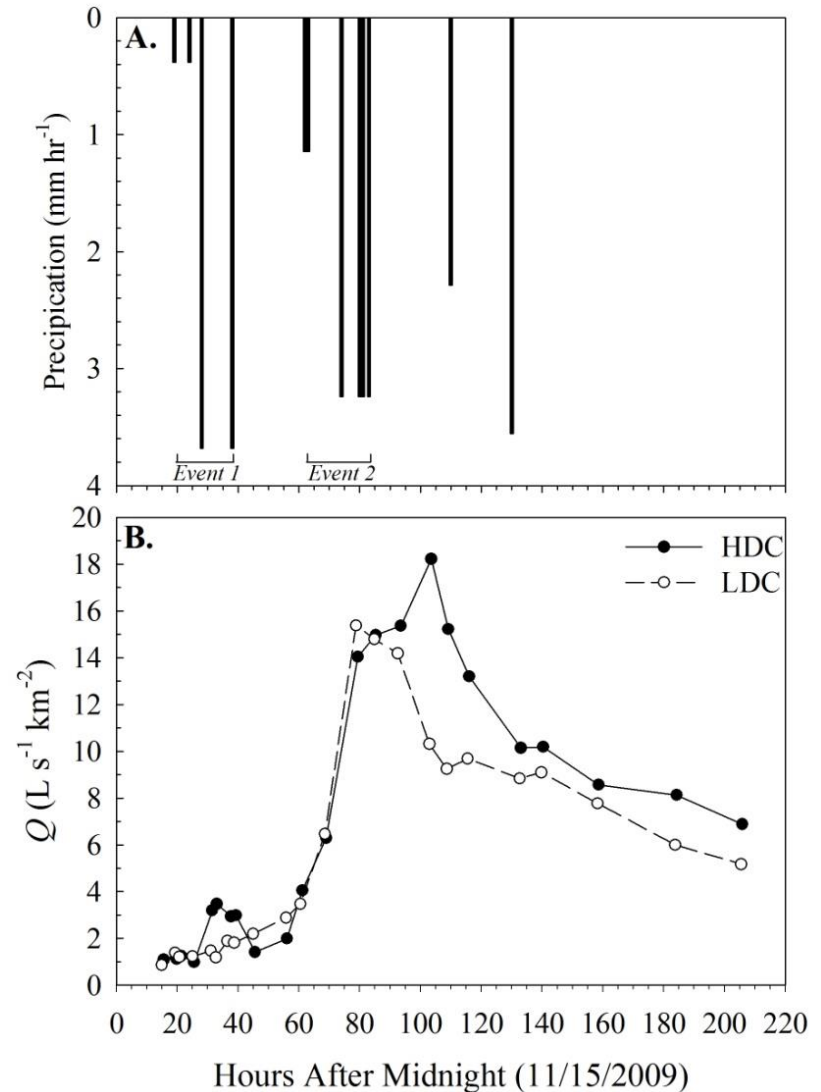 A.
0
1
2
3
4
Precipication (mm hr-1)
Event 1 Event 2
B.
HDC
LDC
20
18
16
14
12
10
8
6
4
2
0
Q (L s-1 km-2)
0 20 40 60 80 100 120 140 160 180 200 220
Hours After Midnight (11/15/2009)